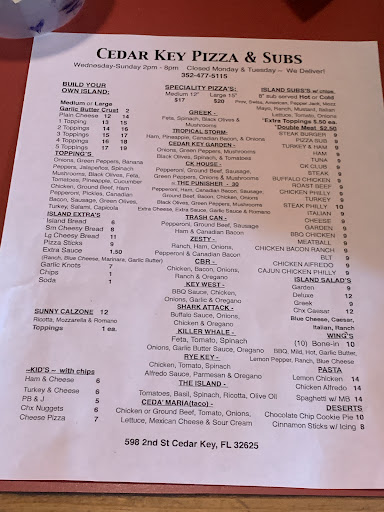 CEDAR KEY PIZZA & SUBS
Wednesday-Sunday 2pm - 8pm Closed Monday & Tuesday ~ We Deliver!
352-477-5115
BUILD YOUR
OWN ISLAND;
Medium or Large
Garlic Butter Crust 2
Plain Cheese 12 14
1 Topping 13 15
2 Toppings 14 16
3 Toppings 15 17
4 Toppings 16 18
5 Toppings 17 19
TOPPNG'S
Onions, Green Peppers, Banana
Peppers, Jalapeños, Spinach
Mushrooms, Black Olives, Feta,
Tomatoes, Pineapple, Cucumber
Chicken, Ground Beef, Ham,
Pepperoni, Pickles, Canadian
Bacon, Sausage, Green Olives,
Turkey, Salami, Capicola
ISLAND EXTRA'S
Island Bread 6
Sm Cheesy Bread 8
Lg Cheesy Bread 11
Pizza Sticks 9
Extra Sauce 1.50
(Ranch, Blue Cheese, Marinara, Garlic Butter)
Garlic Knots 7
Chips 1
Soda 1
SUNNY CALZONE 12
Ricotta, Mozzarella & Romano
Toppings 1 ea.
~KID'S ~ with chips
Ham & Cheese 6
Turkey & Cheese 6
PB & J 5
Chx Nuggets 6
Cheese Pizza 7
SPECIALITY PIZZA'S:
Medium 12" Large 15"
$17 $20
GREEK -
Feta, Spinach, Black Olives &
Mushrooms
TROPICAL STORM-
Ham, Pineapple, Canadian Bacon, & Onions
CEDAR KEY GARDEN -
Onions, Green Peppers, Mushrooms,
Black Olives, Spinach, & Tomatoes
CK HOUSE -
Pepperoni, Ground Beef, Sausage,
Green Peppers, Onions & Mushrooms
~ THE PUNISHER - 30
Pepperoni, Ham, Canadian Bacon, Sausage,
Ground Beef, Bacon, Chicken, Onions
Black Olives, Green Peppers, Mushrooms
Extra Cheese, Extra Sauce, Garlic Sauce & Romano
TRASH CAN -
Pepperoni, Ground Beef, Sausage
Ham & Canadian Bacon
ZESTY -
Ranch, Ham, Onions,
Pepperoni & Canadian Bacon
CBR -
Chicken, Bacon, Onions,
Ranch & Oregano
KEY WEST -
BBQ Sauce, Chicken,
Onions, Garlic & Oregano
SHARK ATTACK -
Buffalo Sauce, Onions,
Chicken & Oregano
KILLER WHALE -
Feta, Tomato, Spinach
Onions, Garlic Butter Sauce, Oregano
RYE KEY -
Chicken, Tomato, Spinach
Alfredo Sauce, Parmesan & Oregano
THE ISLAND -
Tomatoes, Basil, Spinach, Ricotta, Olive Oil
CEDA' MARIA(taco) -
Chicken or Ground Beef, Tomato, Onions,
Lettuce, Mexican Cheese & Sour Cream
ISLAND SUBS w/ chips,
8" sub served Hot or Cold
Prov, Swiss, American, Pepper Jack, Mozz
Mayo, Ranch, Mustard, Italian
Lettuce, Tomato, Onions
*Extra Toppings $.50 ea.
*Double Meat $2.50
STEAK BURGER 9
PIZZA SUB 9
TURKEY & HAM 9
HAM 9
TUNA 9
CK CLUB 9
STEAK 9
BUFFALO CHICKEN 9
ROAST BEEF 9
CHICKEN PHILLY 9
TURKEY 9
STEAK PHILLY 10
ITALIAN 9
CHEESE 9
GARDEN 9
BBQ CHICKEN 9
MEATBALL 9
CHICKEN BACON RANCH 9
BLT 9
CHICKEN ALFREDO 9
CAJUN CHICKEN PHILLY 9
ISLAND SALAD'S
Garden 9
Deluxe 12
Greek 9
Chx Caesar 12
Blue Cheese, Caesar,
Italian, Ranch
WING'S
(10) Bone-in 10
BBQ, Mild, Hot, Garlic Butter,
Lemon Pepper, Ranch, Blue Cheese
PASTA
Lemon Chicken 14
Chicken Alfredo 14
Spaghetti w/ MB 14
DESERTS
Chocolate Chip Cookie Pie 10
Cinnamon Sticks w/ Icing 8
598 2nd St Cedar Key, FL 32625